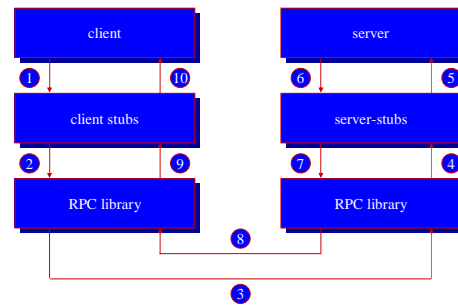 client
server
1
10
6
5
client stubs
server-stubs
2
9
7
4
RPC library
RPC library
8
3